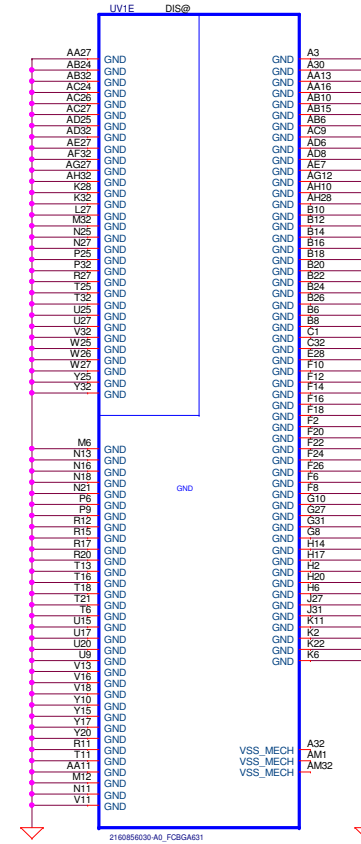 UV1E DIS@
AA27 GND GND A3
AB24 GND GND A30
AB32 GND GND AA13
AC24 GND GND AA16
AC26 GND GND AB10
AC27 GND GND AB15
AD25 GND GND AB6
AD32 GND GND AC9
AE27 GND GND AD6
AF32 GND GND AD8
AG27 GND GND AE7
AH32 GND GND AG12
K28 GND GND AH10
K32 GND GND AH28
L27 GND GND B10
M32 GND GND B12
N25 GND GND B14
N27 GND GND B16
P25 GND GND B18
P32 GND GND B20
R27 GND GND B22
T25 GND GND B24
T32 GND GND B26
U25 GND GND B6
U27 GND GND B8
V32 GND GND C1
W25 GND GND C32
W26 GND GND E28
W27 GND GND F10
Y25 GND GND F12
Y32 GND GND F14
GND F16
GND F18
GND F2
GND F20
M6 GND GND F22
N13 GND GND F24
N16 GND GND F26
N18 GND GND F6
N21 GND GND GND F8
P6 GND GND G10
P9 GND GND G27
R12 GND GND G31
R15 GND GND G8
R17 GND GND H14
R20 GND GND H17
T13 GND GND H2
T16 GND GND H20
T18 GND GND H6
T21 GND GND J27
T6 GND GND J31
U15 GND GND K11
U17 GND GND K2
U20 GND GND K22
U9 GND GND K6
V13 GND
V16 GND
V18 GND
Y10 GND
Y15 GND
Y17 GND
Y20 GND
R11 GND VSS_MECH A32
T11 GND VSS_MECH AM1
AA11 GND VSS_MECH AM32
M12 GND
N11 GND
V11 GND
2160856030-A0_FCBGA631